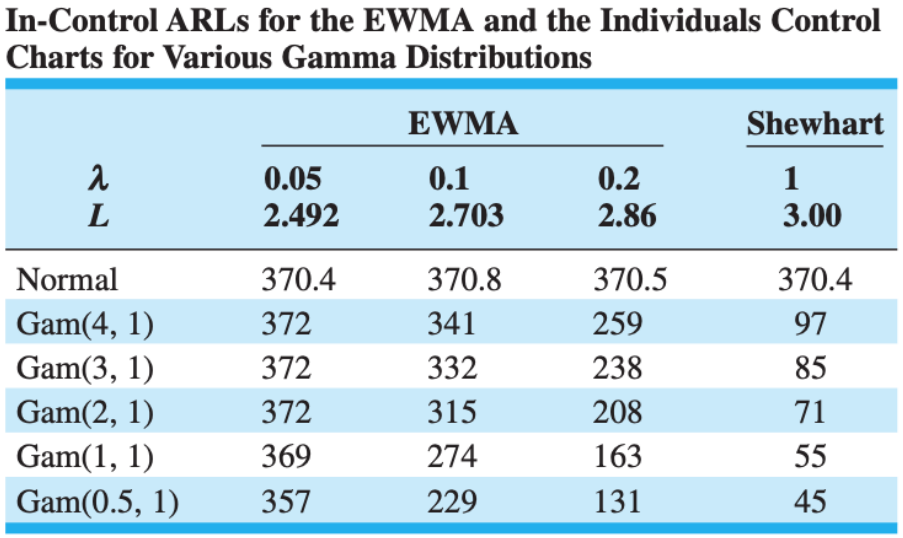 In-Control ARLs for the EWMA and the Individuals Control
Charts for Various Gamma Distributions
EWMA Shewhart
λ 0.05 0.1 0.2 1
L 2.492 2.703 2.86 3.00
Normal 370.4 370.8 370.5 370.4
Gam(4, 1) 372 341 259 97
Gam(3, 1) 372 332 238 85
Gam(2, 1) 372 315 208 71
Gam(1, 1) 369 274 163 55
Gam(0.5, 1) 357 229 131 45